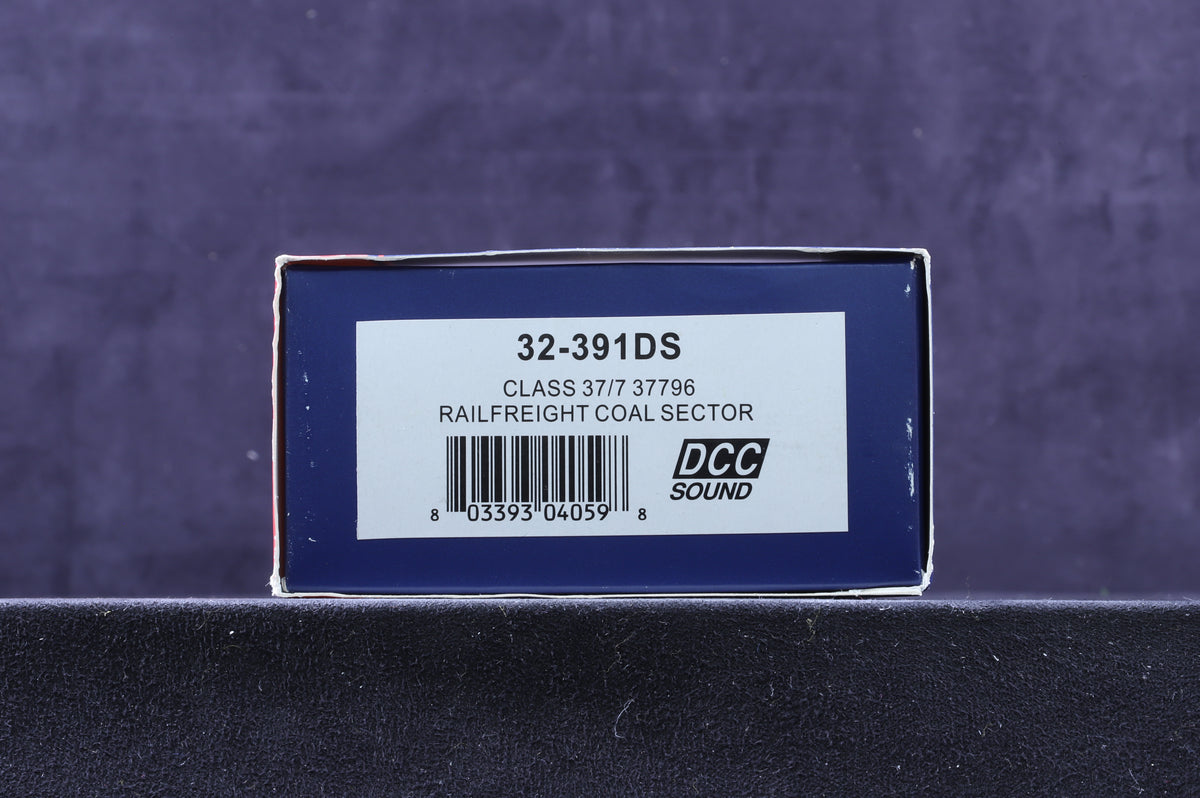 32-391DS
CLASS 37/7 37796
RAILFREIGHT COAL SECTOR
DCC
SOUND
8 03393 04059 8